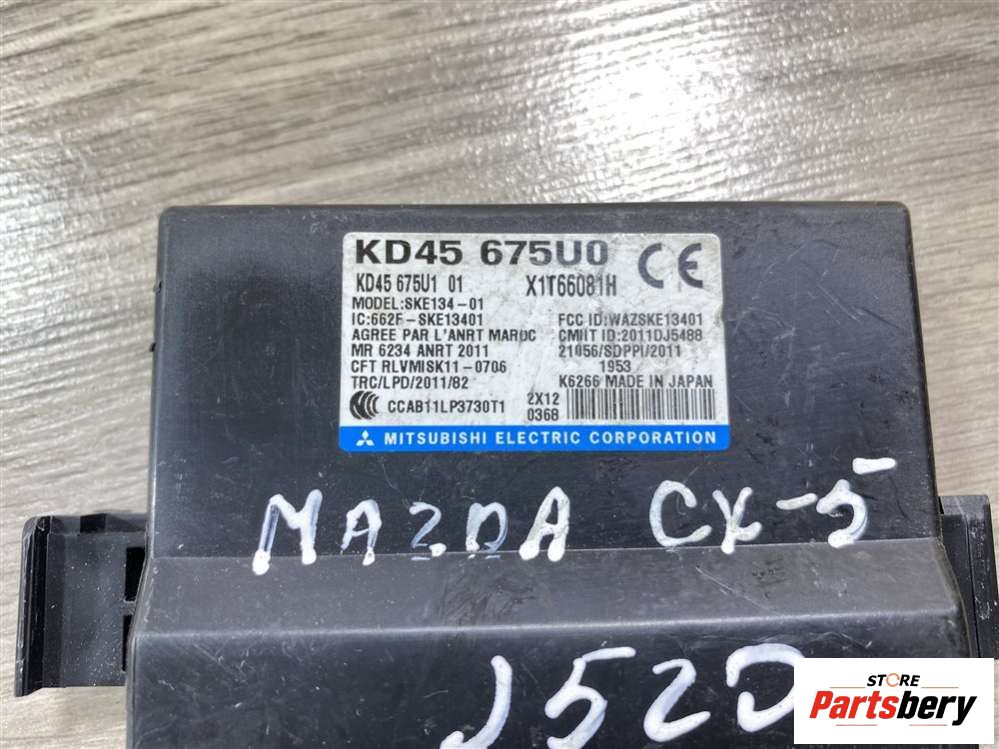 KD45 675U0
KD45 675U1 01 X1T66081H
MODEL:SKE134-01
IC:662F-SKE13401 FCC ID:WAZSKE13401
AGREE PAR L'ANRT MAROC CMIIT ID:2011DJ5488
MR 6234 ANRT 2011 21056/SDPPI/2011
CFT RLVMISK11-0706 1953
TRC/LPD/2011/82 K6266 MADE IN JAPAN
CCAB11LP3730T1 2X12
0368
CE
MITSUBISHI ELECTRIC CORPORATION
MAZDA CX-5
J52D
STORE
Partsbery